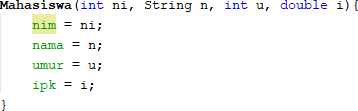 Mahasiswa(int ni, String n, int u, double i){
nim = ni;
nama = n;
umur = u;
ipk = i;
}